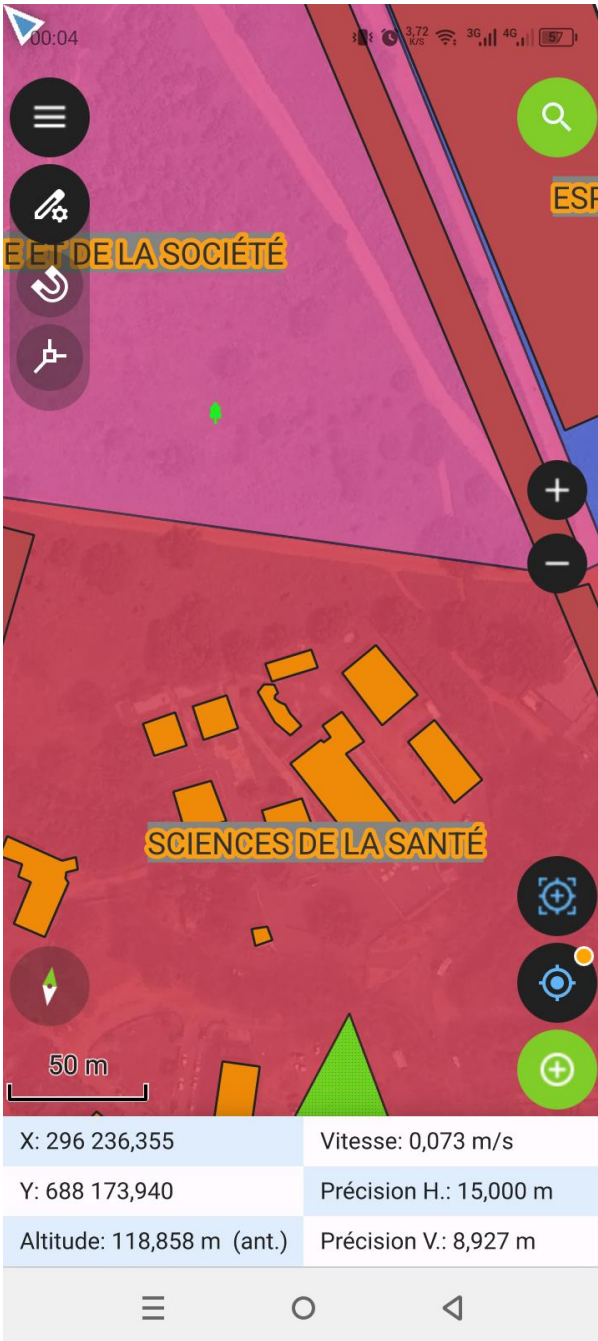 00:04
3,72
K/S
3G
4G
57
ESP
E ET DE LA SOCIÉTÉ
SCIENCES DE LA SANTÉ
50 m
X: 296 236,355
Vitesse: 0,073 m/s
Y: 688 173,940
Précision H.: 15,000 m
Altitude: 118,858 m (ant.)
Précision V.: 8,927 m